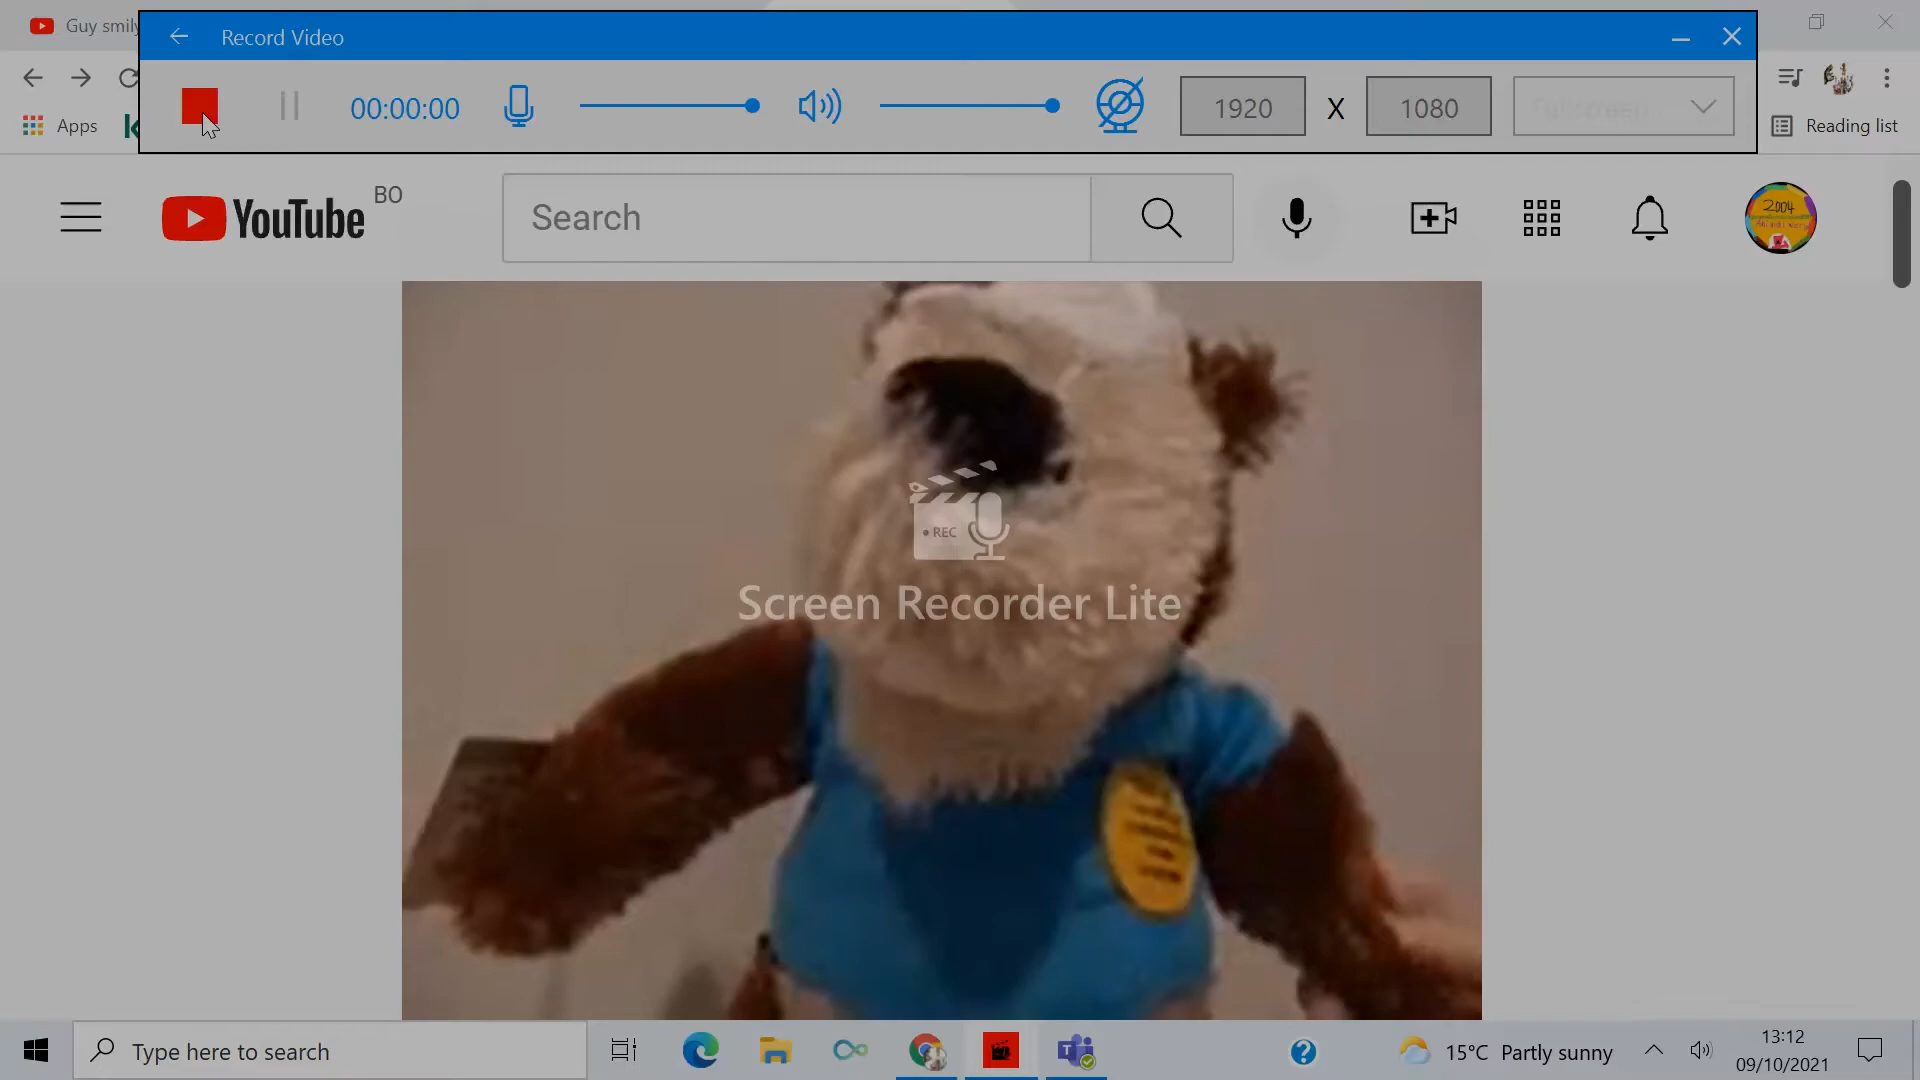 Guy smily
Record Video
00:00:00
1920
X
1080
Apps
Reading list
YouTube
BO
Search
2004
REC
Screen Recorder Lite
Type here to search
15°C Partly sunny
13:12
09/10/2021